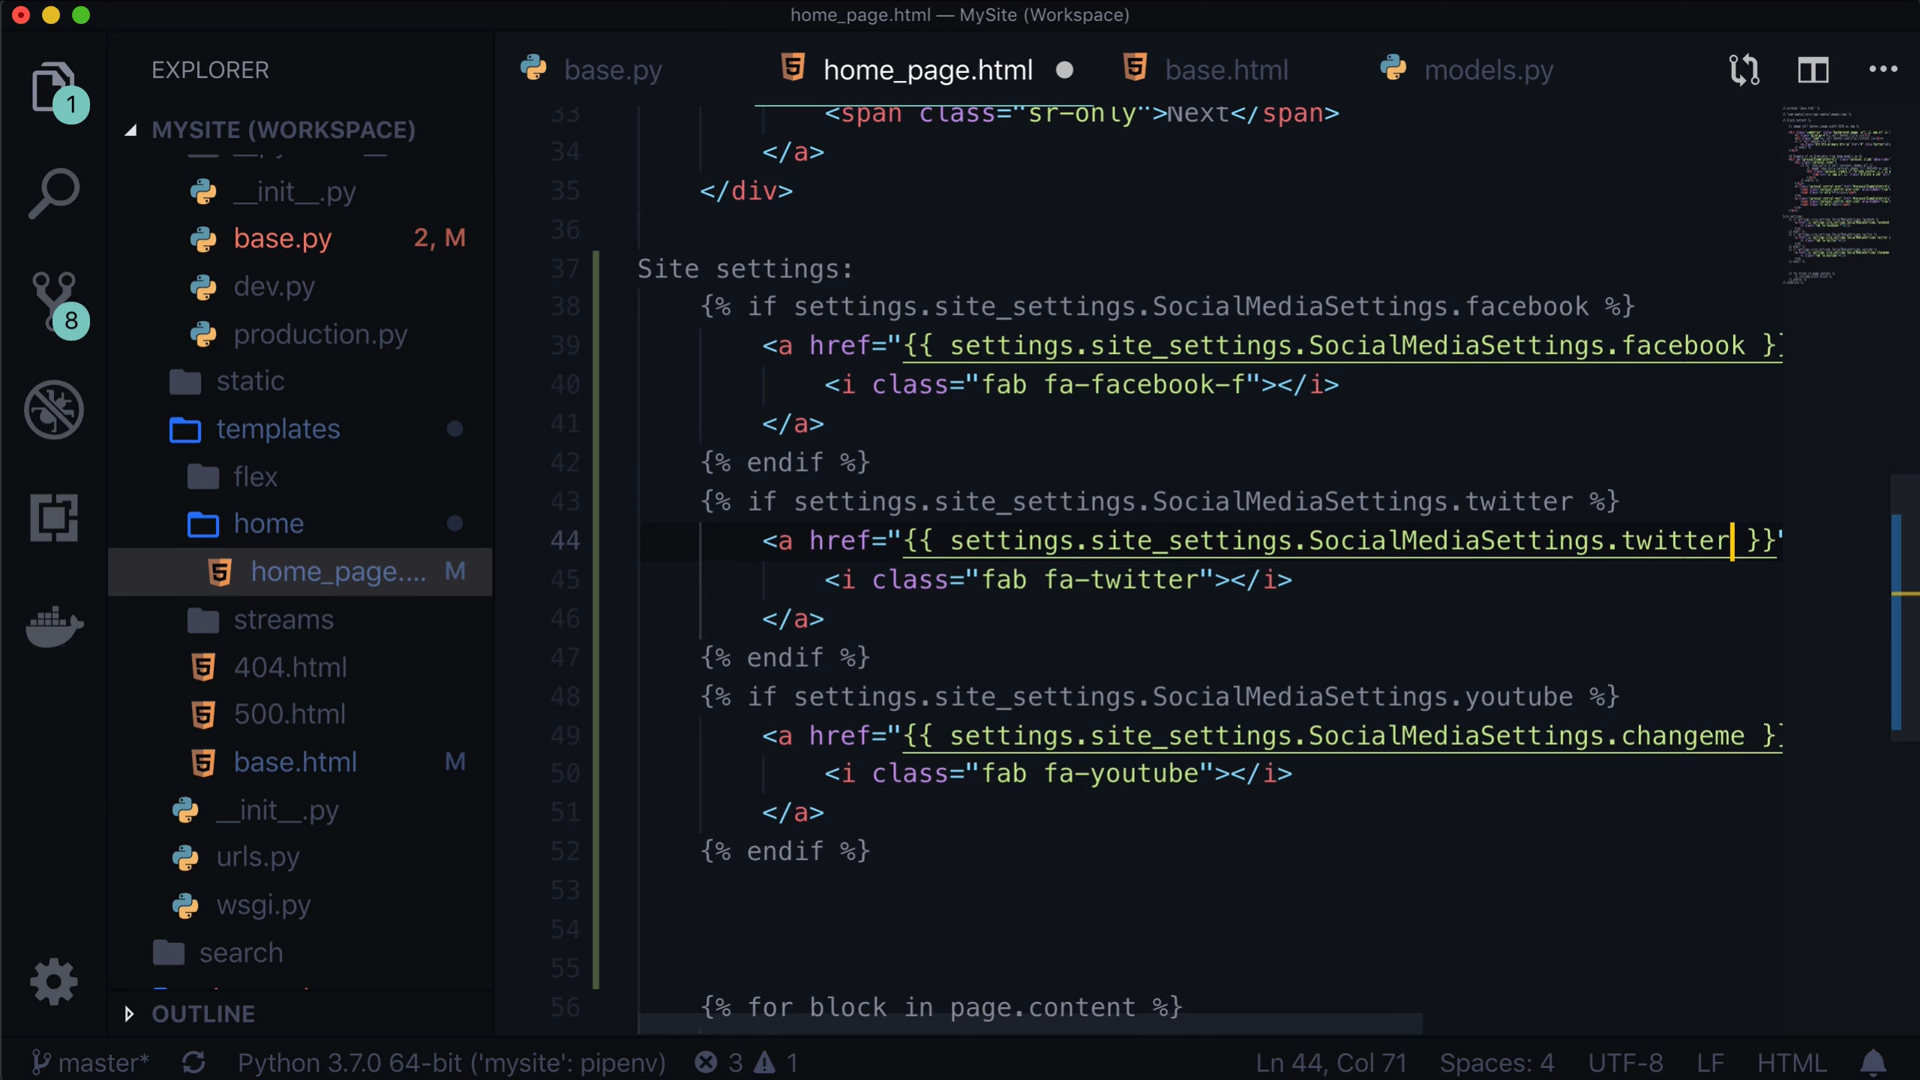 home_page.html — MySite (Workspace)
EXPLORER
base.py
home_page.html
base.html
models.py
1
MYSITE (WORKSPACE)
__init__.py
base.py 2, M
dev.py
production.py
static
templates
flex
home
home_page.... M
streams
404.html
500.html
base.html M
__init__.py
urls.py
wsgi.py
search
OUTLINE
8
33 <span class="sr-only">Next</span>
34 </a>
35 </div>
36
37 Site settings:
38 {% if settings.site_settings.SocialMediaSettings.facebook %}
39 <a href="{{ settings.site_settings.SocialMediaSettings.facebook }
40 <i class="fab fa-facebook-f"></i>
41 </a>
42 {% endif %}
43 {% if settings.site_settings.SocialMediaSettings.twitter %}
44 <a href="{{ settings.site_settings.SocialMediaSettings.twitter }}"
45 <i class="fab fa-twitter"></i>
46 </a>
47 {% endif %}
48 {% if settings.site_settings.SocialMediaSettings.youtube %}
49 <a href="{{ settings.site_settings.SocialMediaSettings.changeme }
50 <i class="fab fa-youtube"></i>
51 </a>
52 {% endif %}
53
54
55
56 {% for block in page.content %}
master* Python 3.7.0 64-bit ('mysite': pipenv) 3 1 Ln 44, Col 71 Spaces: 4 UTF-8 LF HTML